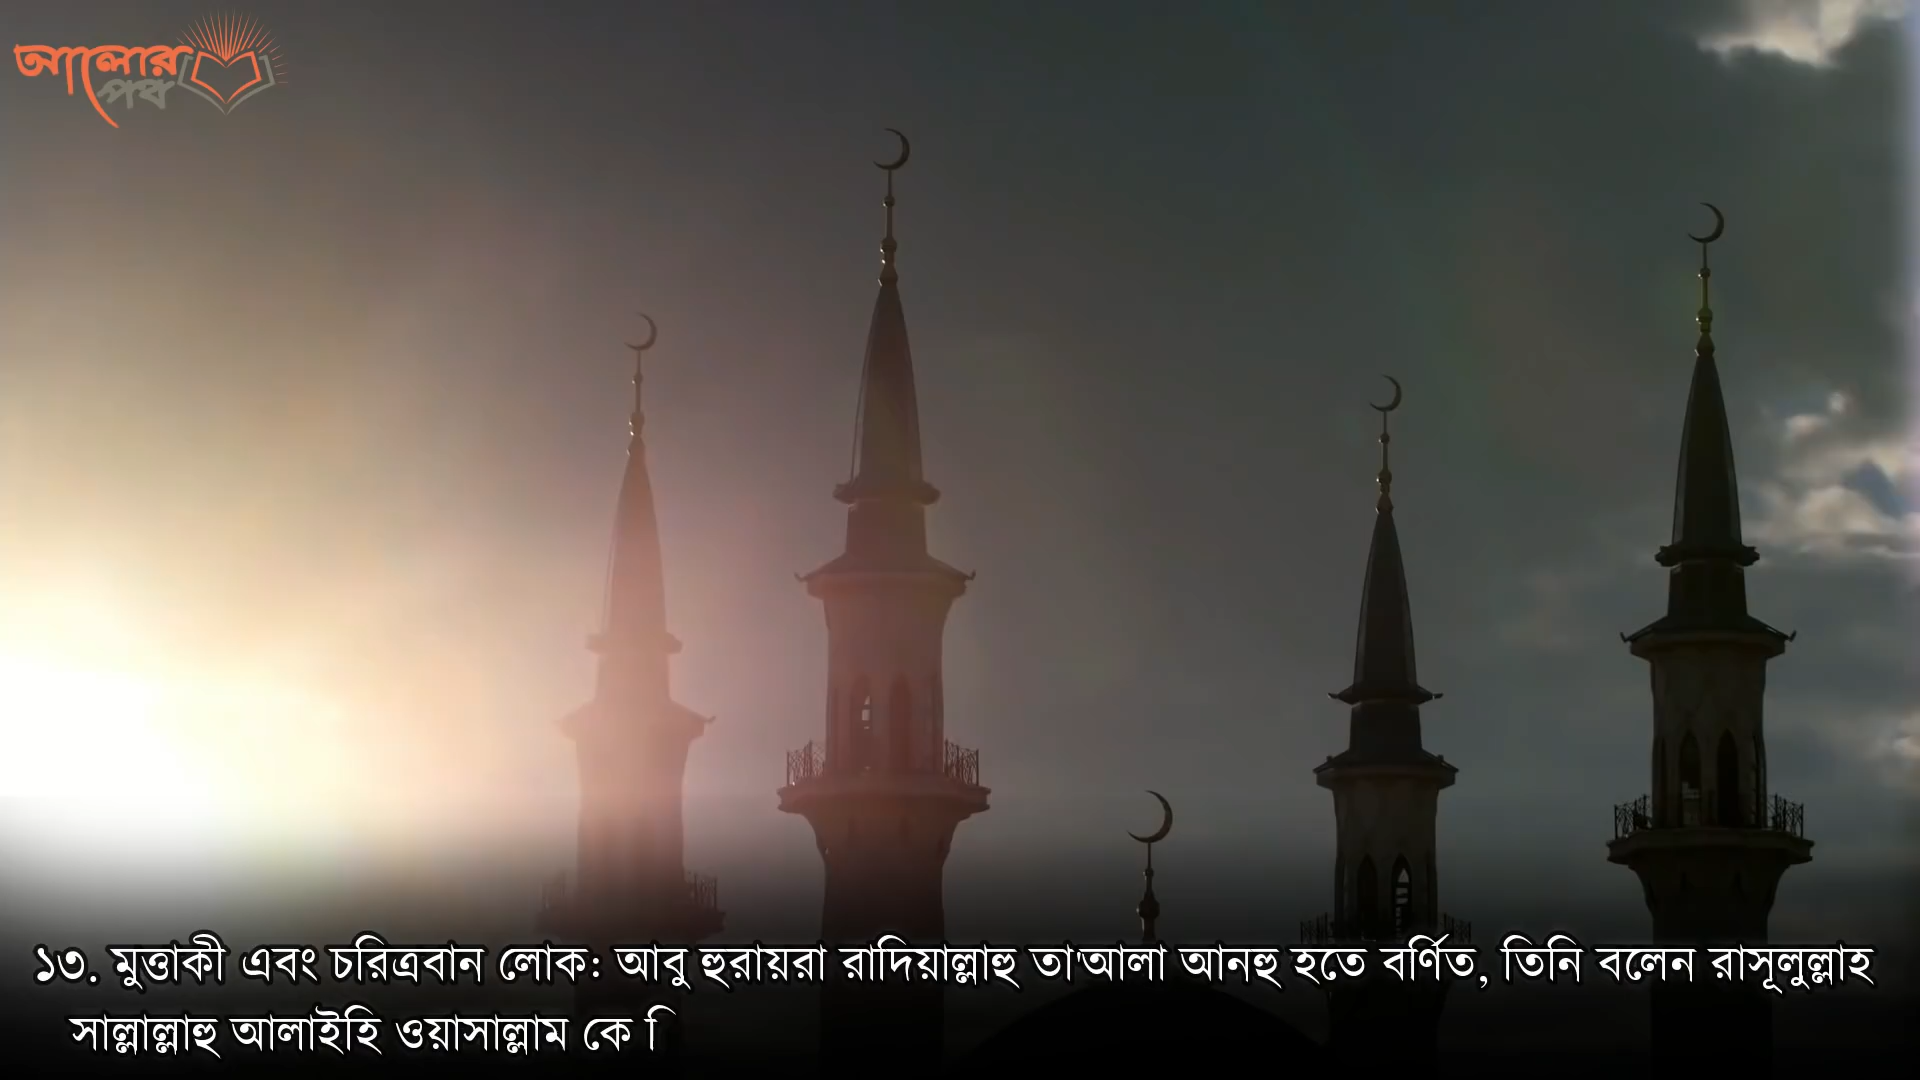 আলোর
পথ
১৩. মুত্তাকী এবং চরিত্রবান লোক: আবু হুরায়রা রাদিয়াল্লাহু তা'আলা আনহু হতে বর্ণিত, তিনি বলেন রাসূলুল্লাহ
সাল্লাল্লাহু আলাইহি ওয়াসাল্লাম কে